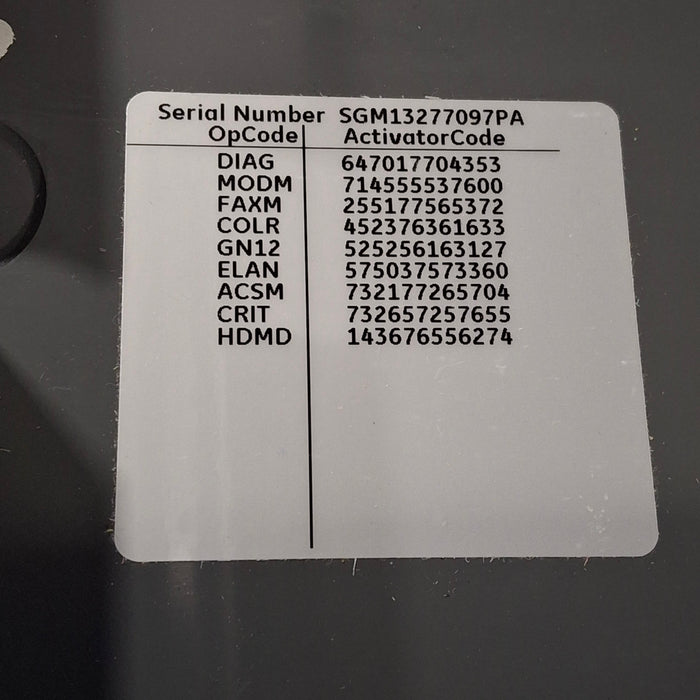 Serial Number SGM13277097PA
OpCode ActivatorCode
DIAG 647017704353
MODM 714555537600
FAXM 255177565372
COLR 452376361633
GN12 525256163127
ELAN 575037573360
ACSM 732177265704
CRIT 732657257655
HDMD 143676556274